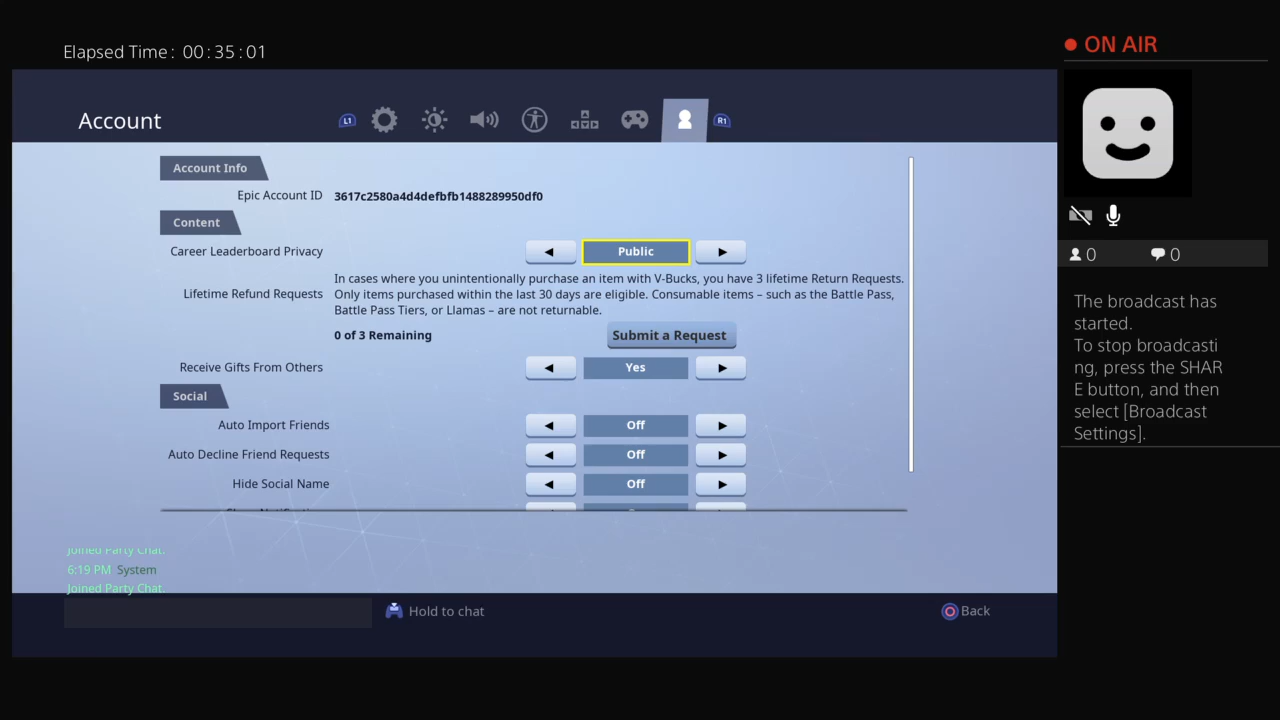 Elapsed Time: 00:35:01
ON AIR
Account
L1
R1
Account Info
Epic Account ID 3617c2580a4d4defbfb1488289950df0
Content
Career Leaderboard Privacy Public
In cases where you unintentionally purchase an item with V-Bucks, you have 3 lifetime Return Requests.
Lifetime Refund Requests Only items purchased within the last 30 days are eligible. Consumable items – such as the Battle Pass,
Battle Pass Tiers, or Llamas – are not returnable.
0 of 3 Remaining Submit a Request
Receive Gifts From Others Yes
Social
Auto Import Friends Off
Auto Decline Friend Requests Off
Hide Social Name Off
Joined Party Chat.
6:19 PM System
Joined Party Chat.
Hold to chat
Back
0 0
The broadcast has
started.
To stop broadcasti
ng, press the SHAR
E button, and then
select [Broadcast
Settings].